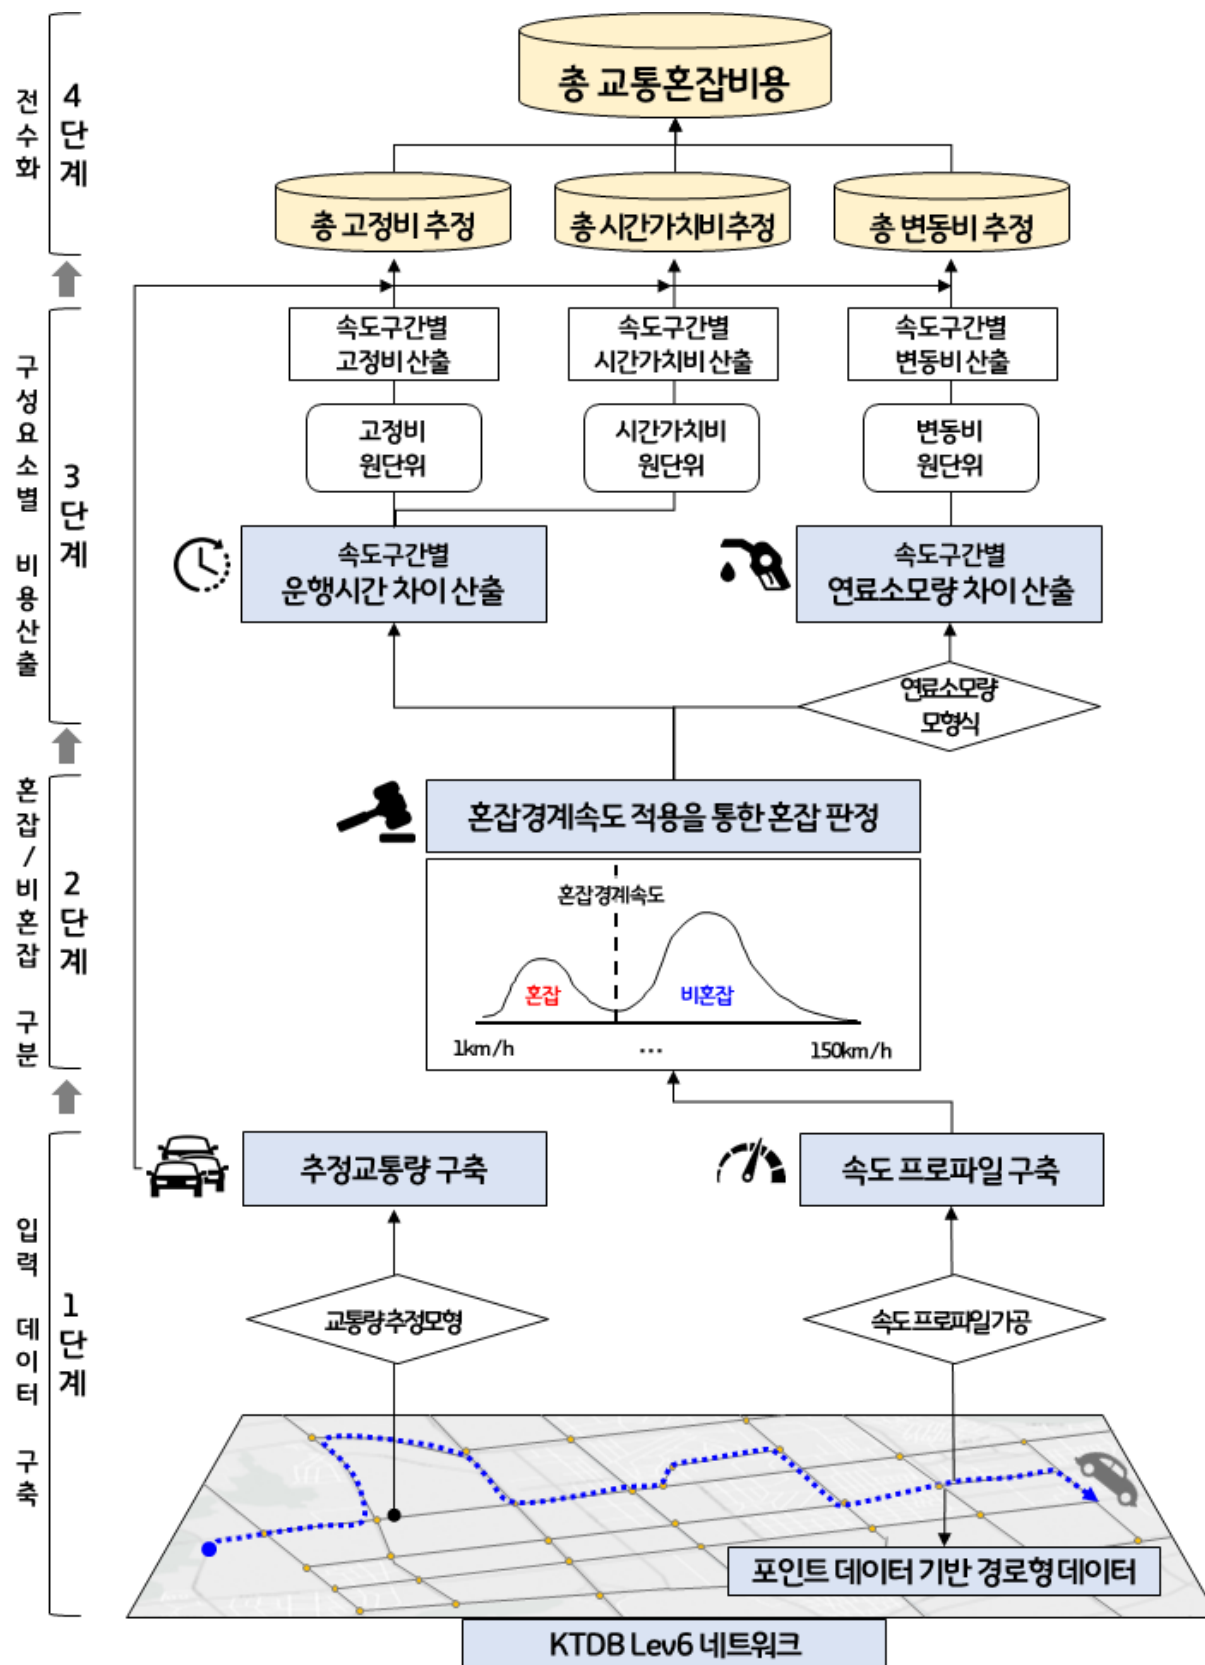 4단계
전수화
총 교통혼잡비용
총 고정비 추정
총 시간가치비 추정
총 변동비 추정
3단계
구성요소별 비용산출
속도구간별
고정비 산출
속도구간별
시간가치비 산출
속도구간별
변동비 산출
고정비
원단위
시간가치비
원단위
변동비
원단위
속도구간별
운행시간 차이 산출
속도구간별
연료소모량 차이 산출
연료소모량
모형식
2단계
혼잡/비혼잡 구분
혼잡경계속도 적용을 통한 혼잡 판정
혼잡경계속도
혼잡
비혼잡
1km/h
...
150km/h
1단계
입력 데이터 구축
추정교통량 구축
속도 프로파일 구축
교통량 추정모형
속도 프로파일 가공
포인트 데이터 기반 경로형 데이터
KTDB Lev6 네트워크